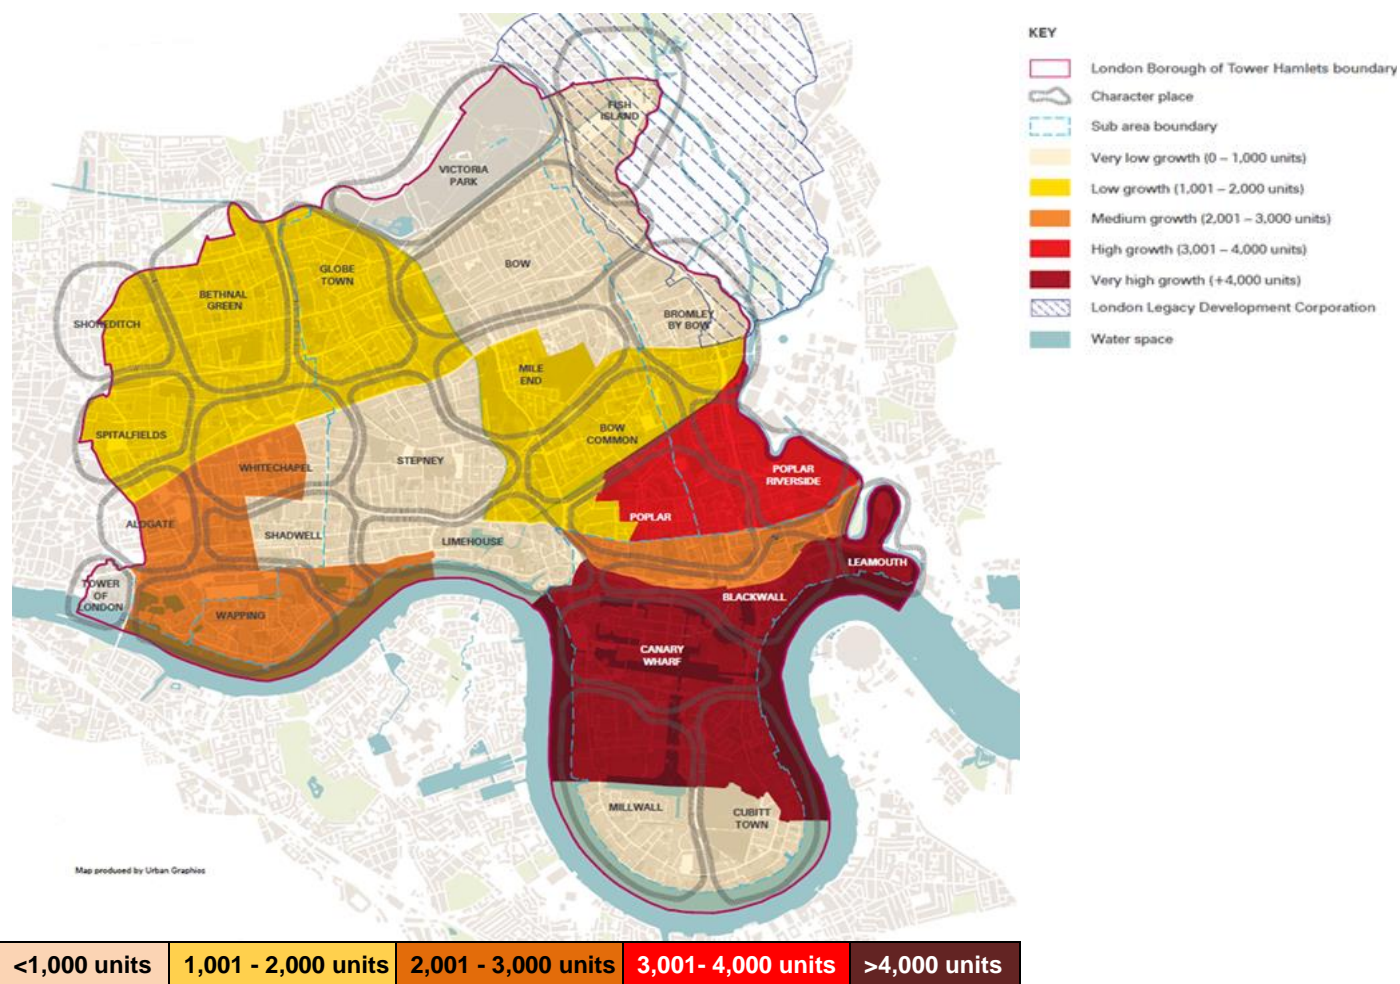 KEY
London Borough of Tower Hamlets boundary
Character place
Sub area boundary
Very low growth (0 – 1,000 units)
Low growth (1,001 – 2,000 units)
Medium growth (2,001 – 3,000 units)
High growth (3,001 – 4,000 units)
Very high growth (+4,000 units)
London Legacy Development Corporation
Water space
FISH
ISLAND
VICTORIA
PARK
BOW
GLOBE
TOWN
BETHNAL
GREEN
SHOREDITCH
BROMLEY
BY BOW
MILE
END
BOW
COMMON
SPITALFIELDS
WHITECHAPEL
STEPNEY
POPLAR
RIVERSIDE
POPLAR
ALDGATE
SHADWELL
LIMEHOUSE
LEAMOUTH
TOWER
OF
LONDON
WAPPING
BLACKWALL
CANARY
WHARF
MILLWALL
CUBITT
TOWN
Map produced by Urban Graphics
<1,000 units
1,001 - 2,000 units
2,001 - 3,000 units
3,001- 4,000 units
>4,000 units